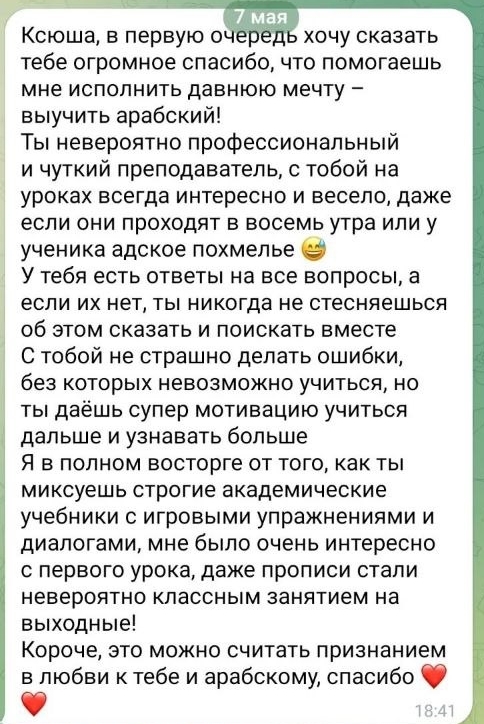 7 мая
Ксюша, в первую очередь хочу сказать
тебе огромное спасибо, что помогаешь
мне исполнить давнюю мечту –
выучить арабский!
Ты невероятно профессиональный
и чуткий преподаватель, с тобой на
уроках всегда интересно и весело, даже
если они проходят в восемь утра или у
ученика адское похмелье 😅
У тебя есть ответы на все вопросы, а
если их нет, ты никогда не стесняешься
об этом сказать и поискать вместе
С тобой не страшно делать ошибки,
без которых невозможно учиться, но
ты даёшь супер мотивацию учиться
дальше и узнавать больше
Я в полном восторге от того, как ты
миксуешь строгие академические
учебники с игровыми упражнениями и
диалогами, мне было очень интересно
с первого урока, даже прописи стали
невероятно классным занятием на
выходные!
Короче, это можно считать признанием
в любви к тебе и арабскому, спасибо ❤️
❤️
18:41